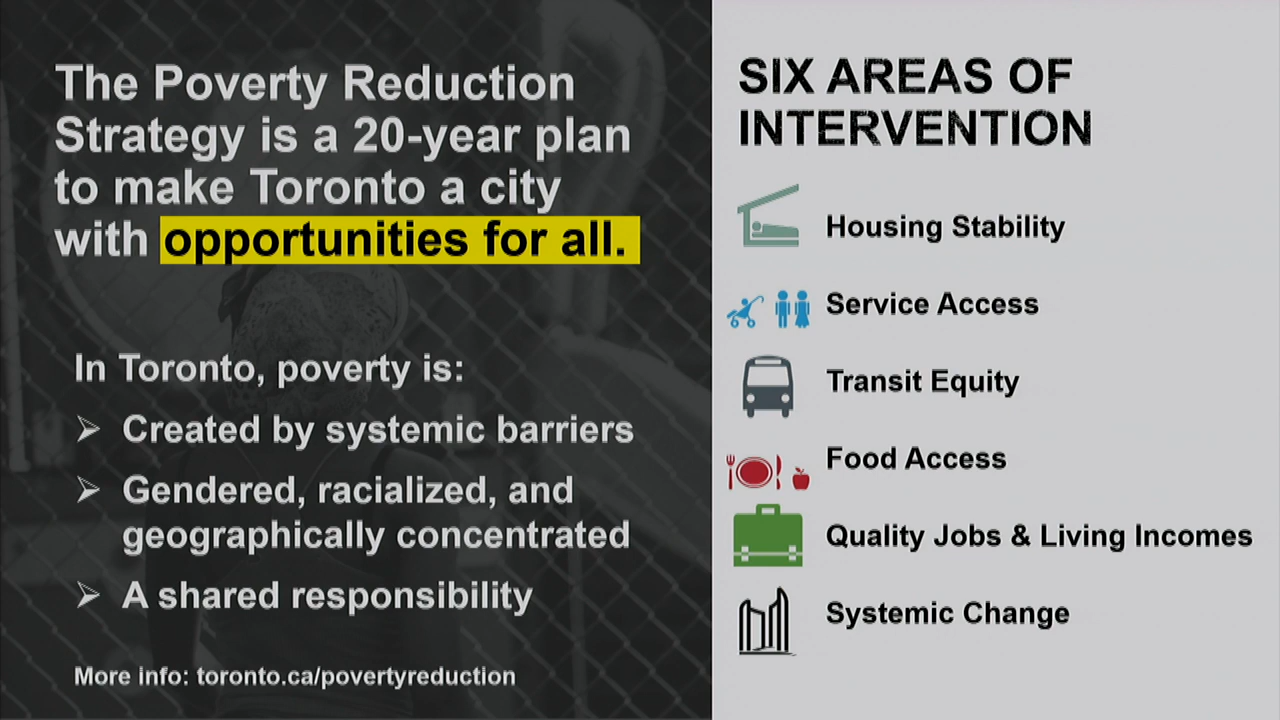 The Poverty Reduction
Strategy is a 20-year plan
to make Toronto a city
with opportunities for all.
In Toronto, poverty is:
Created by systemic barriers
Gendered, racialized, and
geographically concentrated
A shared responsibility
More info: toronto.ca/povertyreduction
SIX AREAS OF
INTERVENTION
Housing Stability
Service Access
Transit Equity
Food Access
Quality Jobs & Living Incomes
Systemic Change